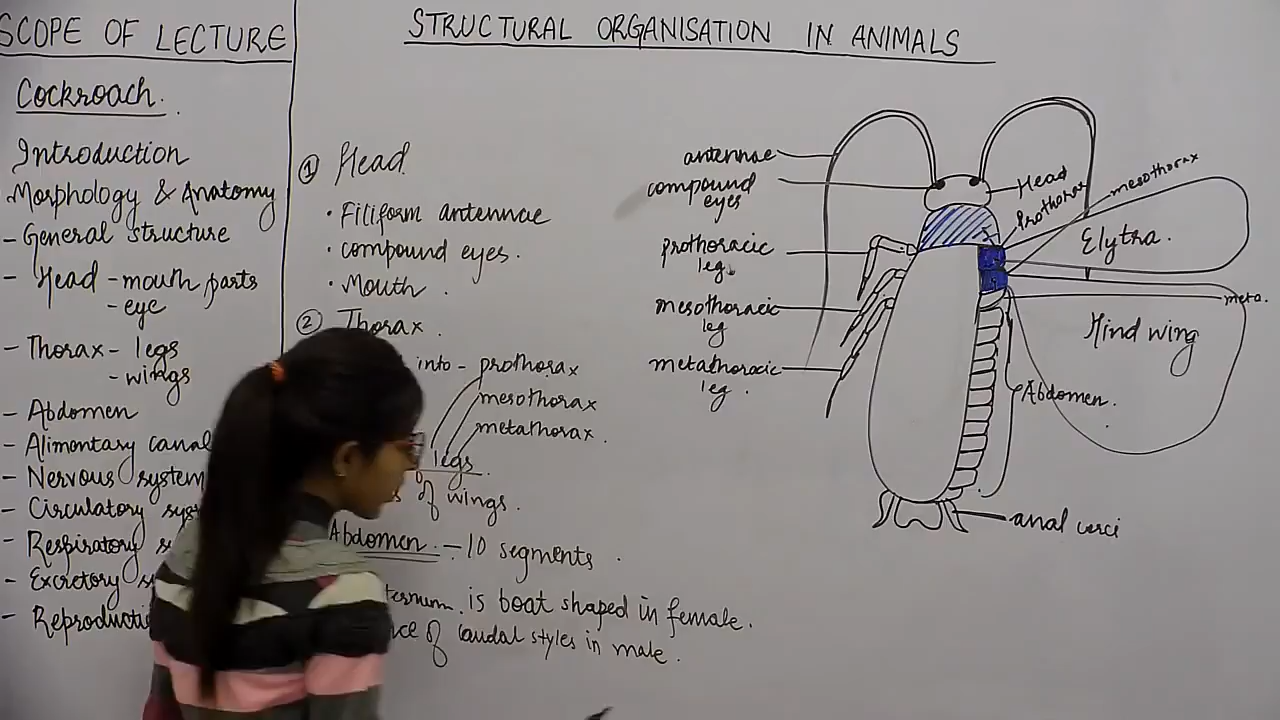 SCOPE OF LECTURE
Cockroach.
Introduction
Morphology & Anatomy
- General structure
- Head - mouth parts
- eye
- Thorax - legs
- wings
- Abdomen
- Alimentary canal
- Nervous system
- Circulatory
- Respiratory
- Excretory
-
STRUCTURAL ORGANISATION IN ANIMALS
① Head
· Filiform antennae
· compound eyes.
· Mouth.
② Thorax.
into - prothorax
mesothorax
metathorax.
legs
of wings.
Abdomen. - 10 segments.
is boat shaped in female.
of caudal styles in male.
antennae
compound
eyes
prothoracic
leg
mesothoracic
leg
metathoracic
leg.
Head
Prothorax
mesothorax
Elytra.
meta.
Hind wing
Abdomen.
anal cerci